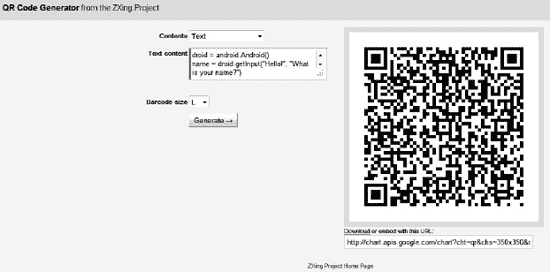 QR Code Generator from the ZXing Project
Contents Text
Text content droid = android.Android()
name = droid.getInput("Hello!", "What
is your name?")
Barcode size L
Generate →
Download or embed with this URL:
http://chart.apis.google.com/chart?cht=qr&chs=350x350&c
ZXing Project Home Page